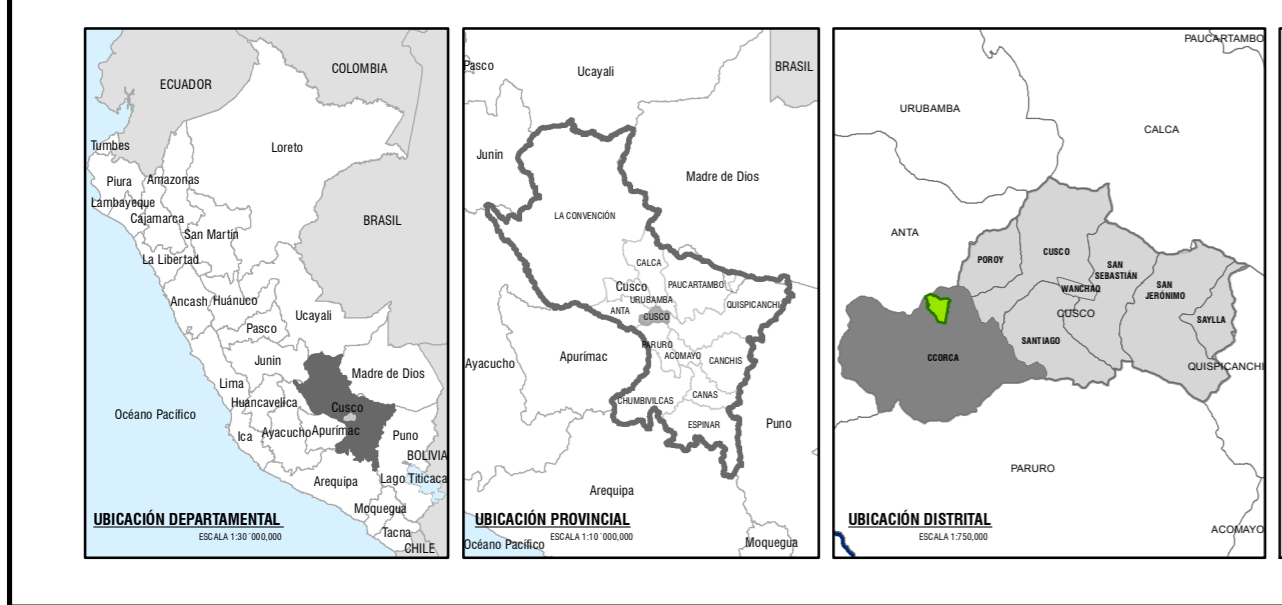 COLOMBIA
ECUADOR
Tumbes
Loreto
Piura
Amazonas
Lambayeque
Cajamarca
San Martín
BRASIL
La Libertad
Ancash
Huánuco
Ucayali
Pasco
Junin
Madre de Dios
Lima
Huancavelica
Cusco
Océano Pacífico
Ica
Ayacucho
Apurímac
Puno
BOLIVIA
Arequipa
Lago Titicaca
Moquegua
Tacna
CHILE
UBICACIÓN DEPARTAMENTAL
ESCALA 1:30´000,000
Pasco
Ucayali
BRASIL
Junin
Madre de Dios
LA CONVENCIÓN
CALCA
Cusco
PAUCARTAMBO
URUBAMBA
QUISPICANCHI
ANTA
CUSCO
PARURO
ACOMAYO
CANCHIS
Ayacucho
Apurímac
CHUMBIVILCAS
CANAS
ESPINAR
Puno
Arequipa
UBICACIÓN PROVINCIAL
ESCALA 1:10´000,000
Océano Pacífico
Moquegua
PAUCARTAMBO
URUBAMBA
CALCA
ANTA
POROY
CUSCO
SAN
SEBASTIÁN
WANCHAQ
SAN
JERÓNIMO
CUSCO
SAYLLA
SANTIAGO
CCORCA
QUISPICANCHI
PARURO
UBICACIÓN DISTRITAL
ESCALA 1:750,000
ACOMAYO